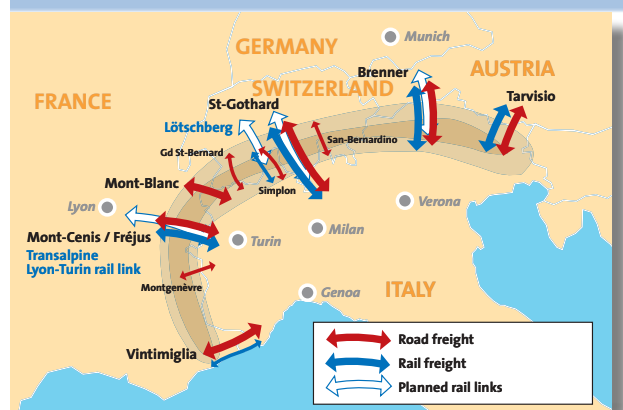 Munich
GERMANY
Brenner
AUSTRIA
SWITZERLAND
FRANCE
St-Gothard
Tarvisio
Lötschberg
San-Bernardino
Gd St-Bernard
Mont-Blanc
Simplon
Lyon
Verona
Milan
Mont-Cenis / Fréjus
Turin
Transalpine
Lyon-Turin rail link
Montgenèvre
Genoa
ITALY
Vintimiglia
Road freight
Rail freight
Planned rail links